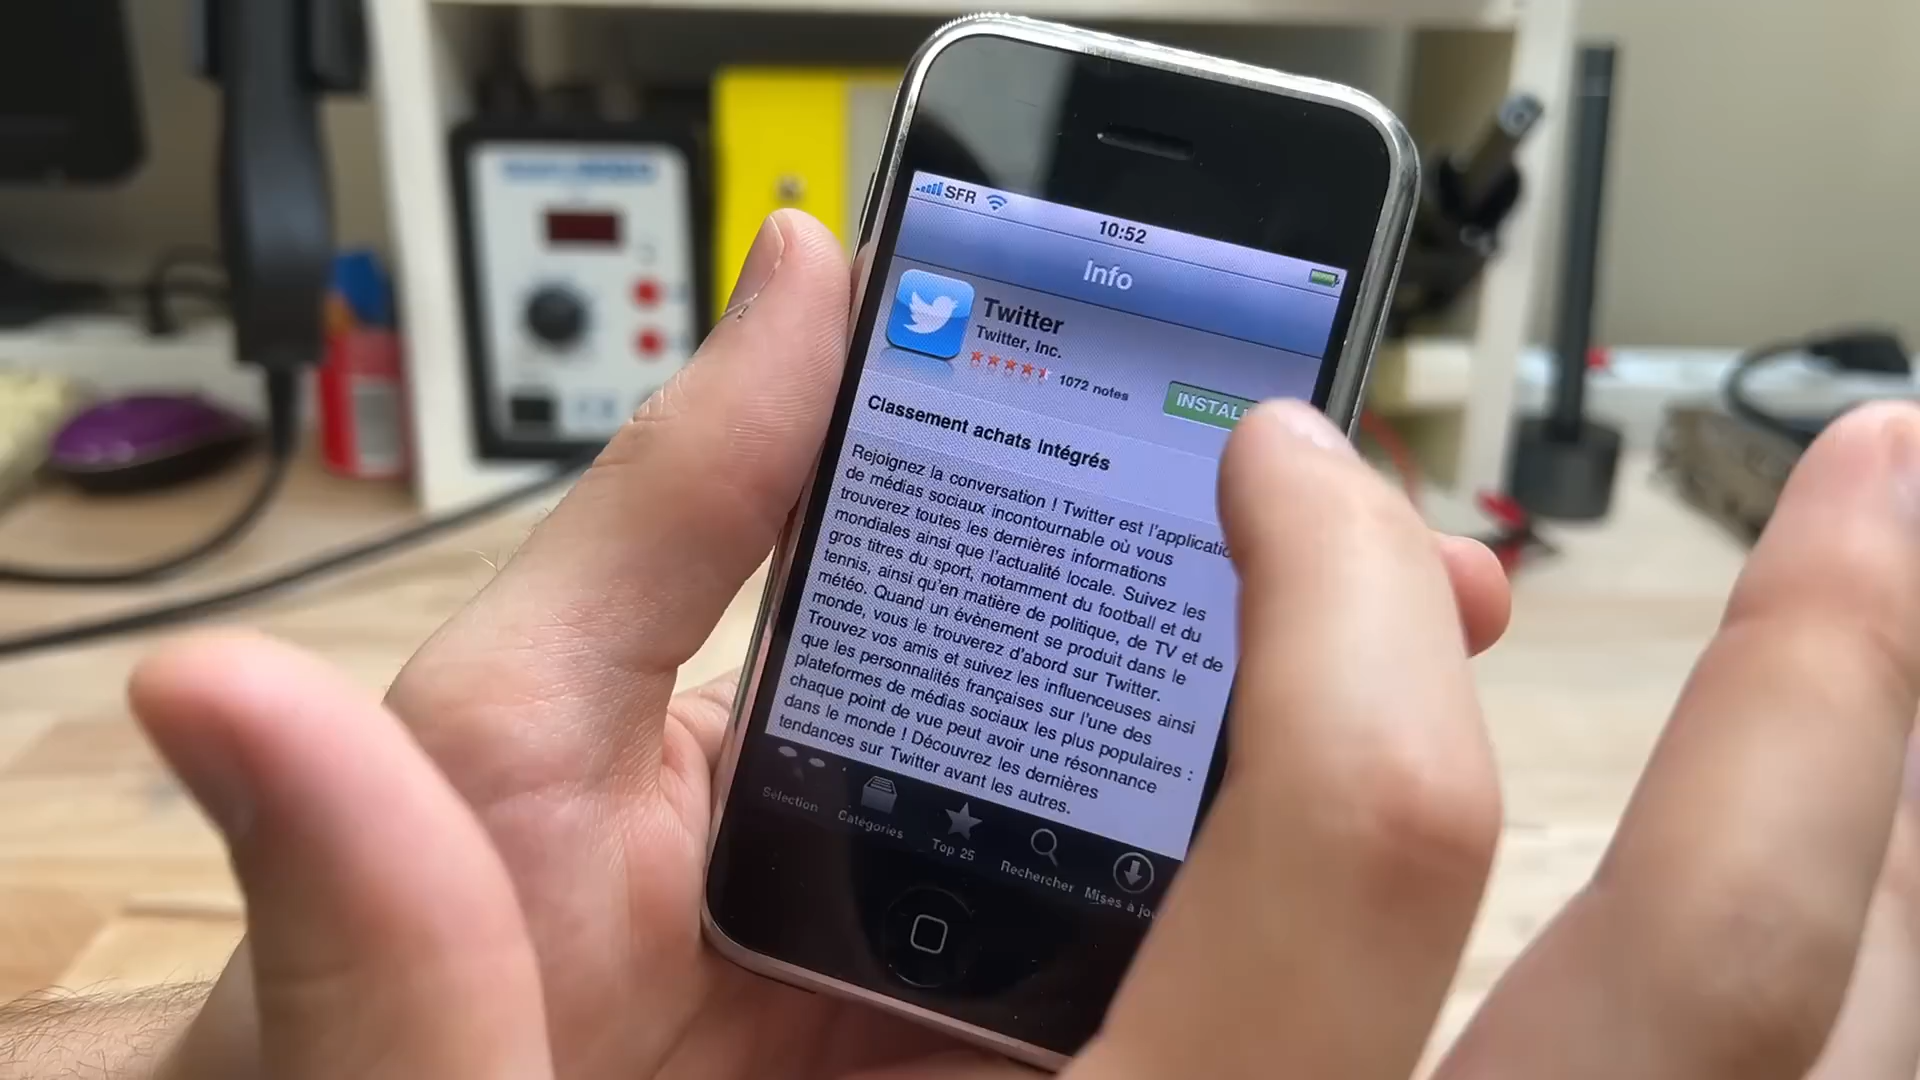 SFR
10:52
Info
Twitter
Twitter, Inc.
1072 notes
Classement achats intégrés
Rejoignez la conversation ! Twitter est l'applicatio
de médias sociaux incontournable où vous
trouverez toutes les dernières informations
mondiales ainsi que l'actualité locale. Suivez les
gros titres du sport, notamment du football et du
tennis, ainsi qu'en matière de politique, de TV et de
météo. Quand un évènement se produit dans le
monde, vous le trouverez d'abord sur Twitter.
Trouvez vos amis et suivez les influenceuses ainsi
que les personnalités françaises sur l'une des
plateformes de médias sociaux les plus populaires :
chaque point de vue peut avoir une résonnance
dans le monde ! Découvrez les dernières
tendances sur Twitter avant les autres.
Sélection
Catégories
Top 25
Rechercher
Mises à jou